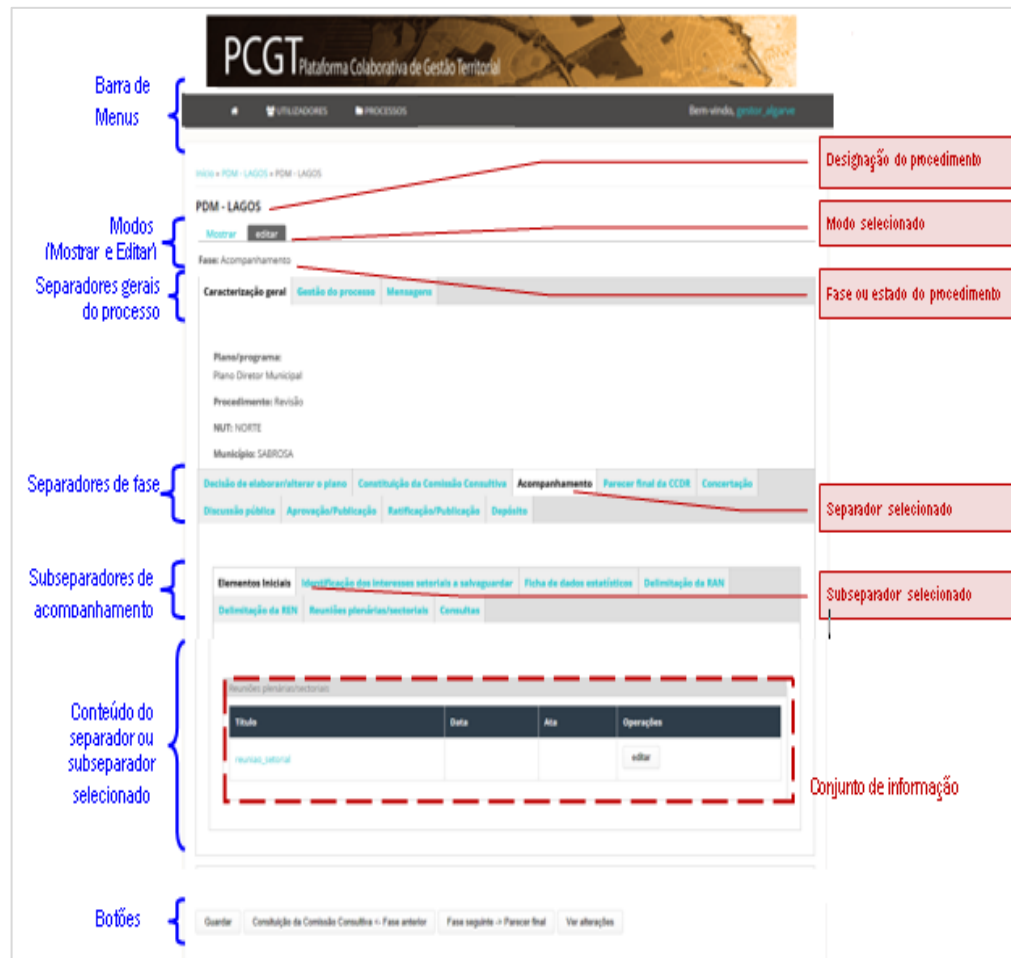 PCGT Plataforma Colaborativa de Gestão Territorial
Barra de
Menus
UTILIZADORES PROCESSOS Bem-vindo, gestor_algarve
Designação do procedimento
Início » PDM - LAGOS » PDM - LAGOS
PDM - LAGOS
Modos
(Mostrar e Editar)
Mostrar editar
Modo selecionado
Fase: Acompanhamento
Separadores gerais
do processo
Caracterização geral Gestão do processo Mensagens
Fase ou estado do procedimento
Plano/programa:
Plano Diretor Municipal
Procedimento: Revisão
NUT: NORTE
Município: SABROSA
Separadores de fase
Decisão de elaborar/alterar o plano Constituição da Comissão Consultiva Acompanhamento Parecer final da CCDR Concertação
Discussão pública Aprovação/Publicação Ratificação/Publicação Depósito
Separador selecionado
Subseparadores de
acompanhamento
Elementos Iniciais Identificação dos interesses setoriais a salvaguardar Ficha de dados estatísticos Delimitação da RAN
Delimitação da REN Reuniões plenárias/sectoriais Consultas
Subseparador selecionado
Conteúdo do
separador ou
subseparador
selecionado
Reuniões plenárias/sectoriais
Título Data Ata Operações
reuniao_setorial editar
Conjunto de informação
Botões
Guardar Consituição da Comissão Consultiva <- Fase anterior Fase seguinte -> Parecer final Ver alterações